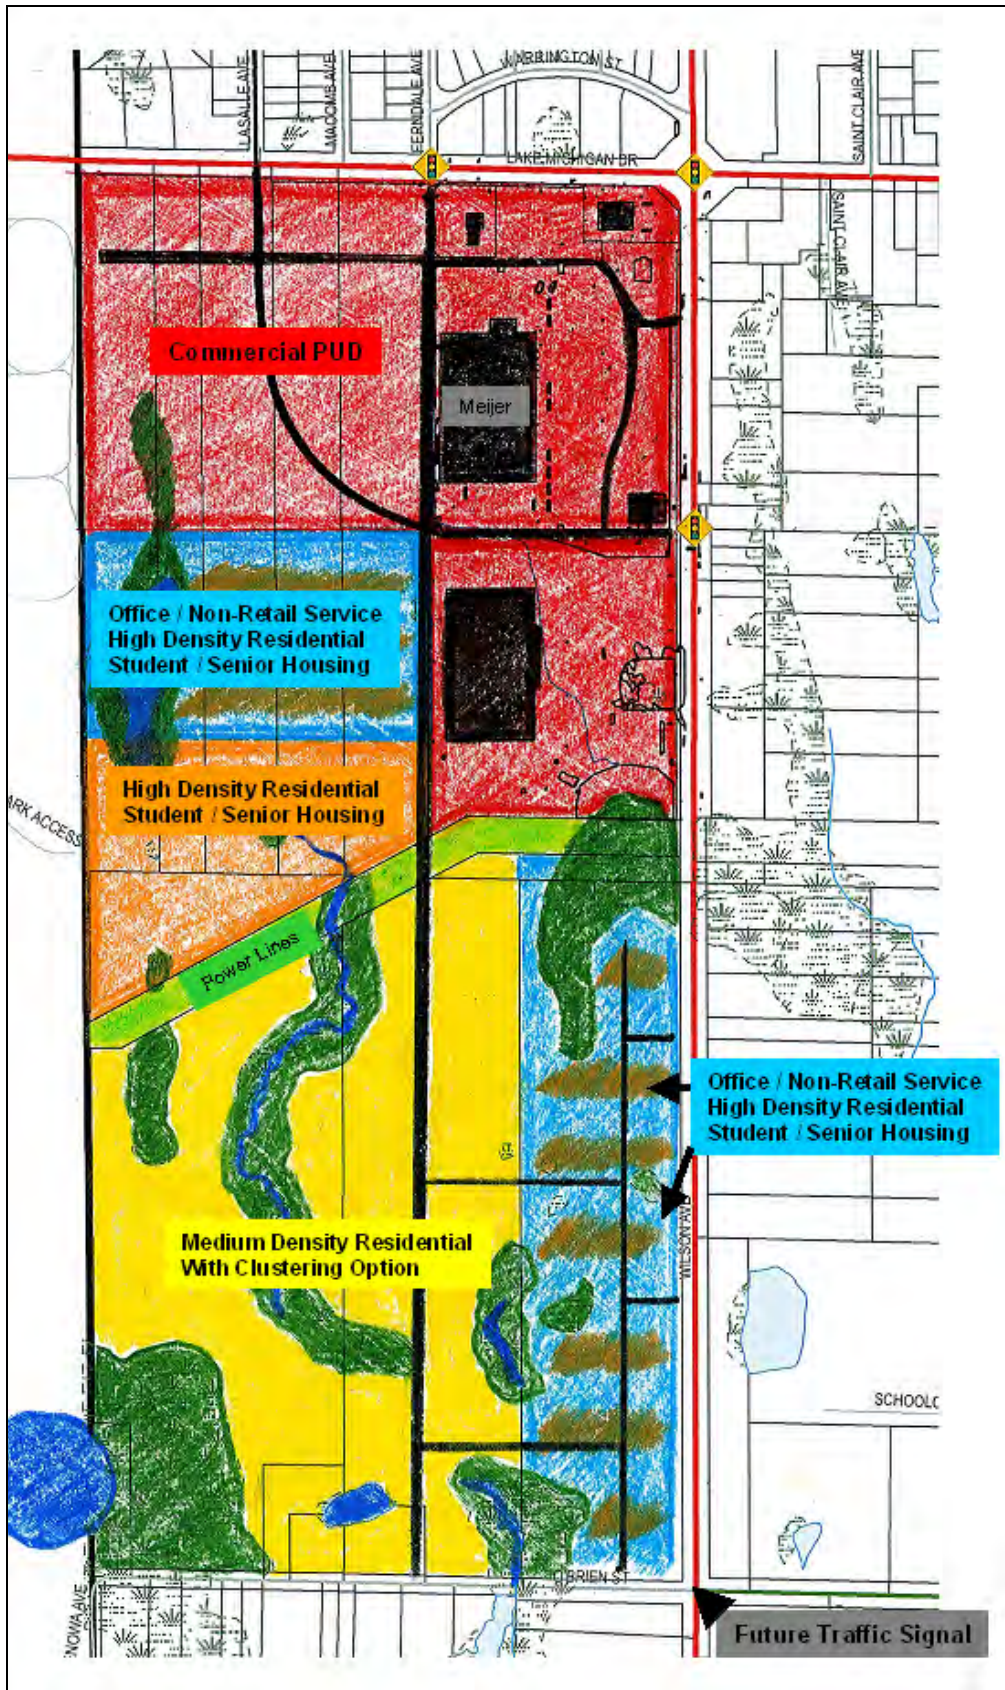 WARRINGTON ST
LASALLE AVE
MACOMB AVE
FERNDALE AVE
SAINT CLAIR AVE
LAKE MICHIGAN DR
SAINT CLAIR AVE
Commercial PUD
Meijer
Office / Non-Retail Service
High Density Residential
Student / Senior Housing
High Density Residential
Student / Senior Housing
ARK ACCESS
Power Lines
Office / Non-Retail Service
High Density Residential
Student / Senior Housing
WILSON AVE
Medium Density Residential
With Clustering Option
SCHOOLC
O'BRIEN ST
NOWA AVE
Future Traffic Signal